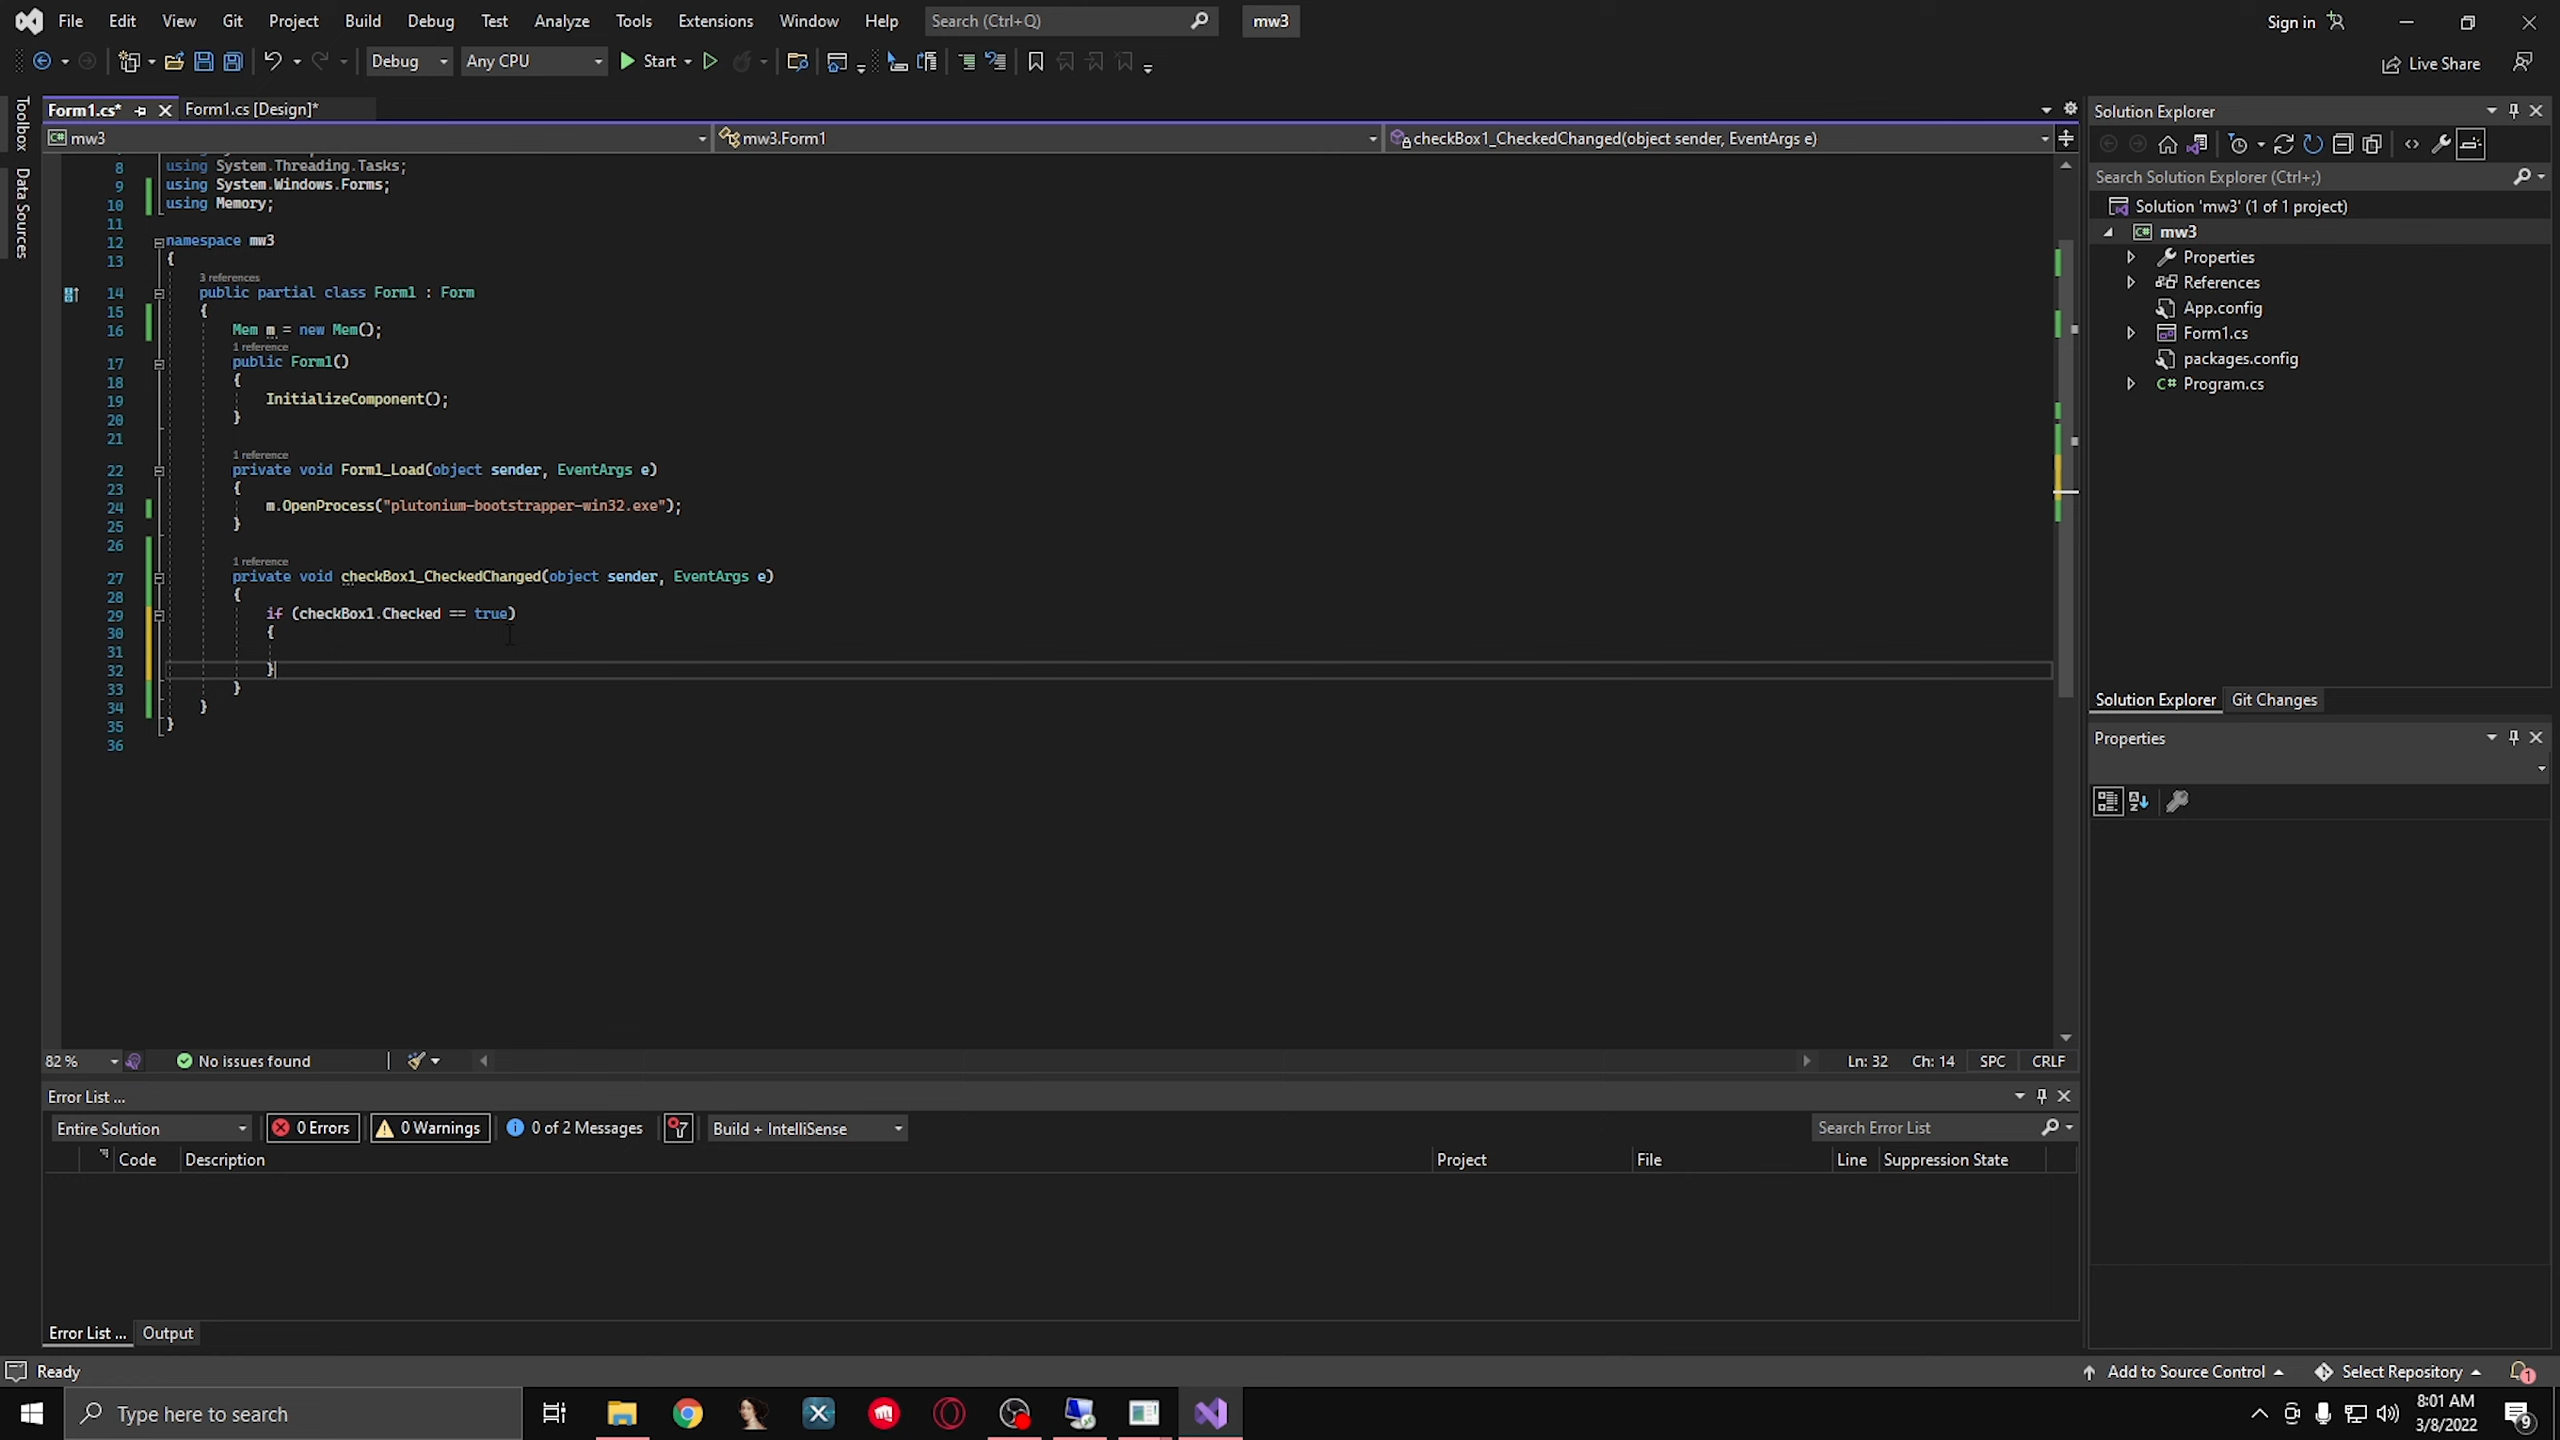 File Edit View Git Project Build Debug Test Analyze Tools Extensions Window Help Search (Ctrl+Q) mw3 Sign in
Debug Any CPU Start Live Share
Toolbox
Data Sources
Form1.cs* Form1.cs [Design]*
mw3 mw3.Form1 checkBox1_CheckedChanged(object sender, EventArgs e)
8 using System.Threading.Tasks;
9 using System.Windows.Forms;
10 using Memory;
11
12 namespace mw3
13 {
3 references
14 public partial class Form1 : Form
15 {
16 Mem m = new Mem();
1 reference
17 public Form1()
18 {
19 InitializeComponent();
20 }
21
1 reference
22 private void Form1_Load(object sender, EventArgs e)
23 {
24 m.OpenProcess("plutonium-bootstrapper-win32.exe");
25 }
26
1 reference
27 private void checkBox1_CheckedChanged(object sender, EventArgs e)
28 {
29 if (checkBox1.Checked == true)
30 {
31
32 }
33 }
34 }
35 }
36
82 % No issues found Ln: 32 Ch: 14 SPC CRLF
Error List ...
Entire Solution 0 Errors 0 Warnings 0 of 2 Messages Build + IntelliSense Search Error List
Code Description Project File Line Suppression State
Error List ... Output
Solution Explorer
Search Solution Explorer (Ctrl+;)
Solution 'mw3' (1 of 1 project)
mw3
Properties
References
App.config
Form1.cs
packages.config
C# Program.cs
Solution Explorer Git Changes
Properties
Ready Add to Source Control Select Repository 1
Type here to search 8:01 AM
3/8/2022 9